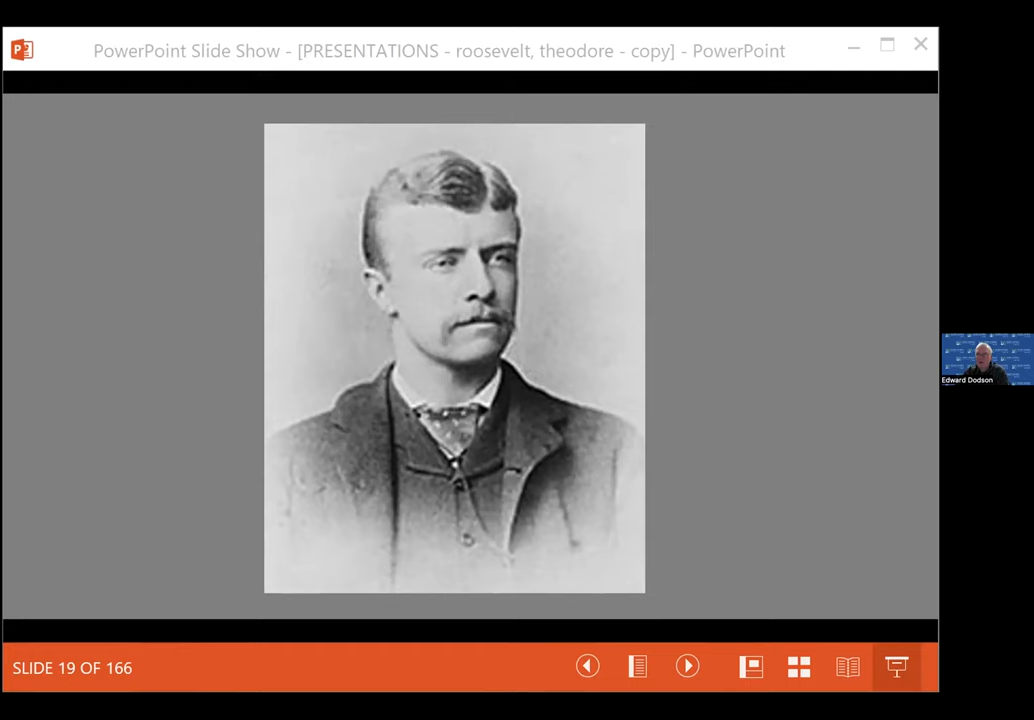 PowerPoint Slide Show - [PRESENTATIONS - roosevelt, theodore - copy] - PowerPoint
Edward Dodson
SLIDE 19 OF 166